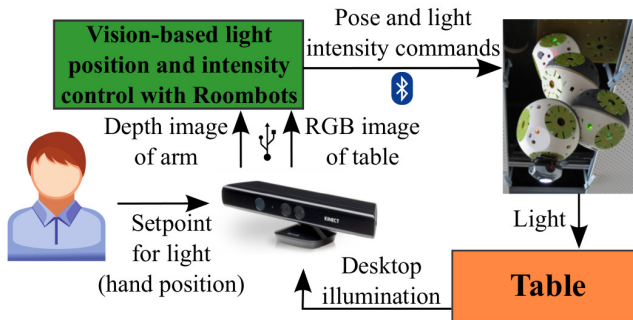 Vision-based light
position and intensity
control with Roombots
Pose and light
intensity commands
Depth image
of arm
RGB image
of table
Setpoint
for light
(hand position)
KINECT
Light
Desktop
illumination
Table